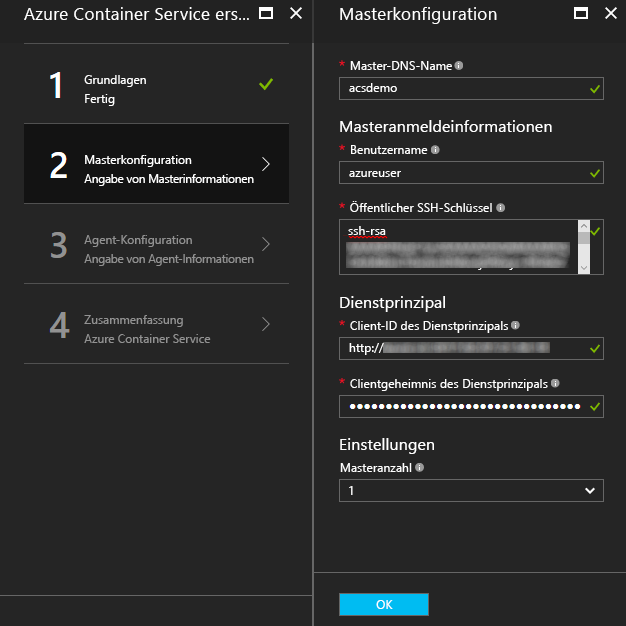 Azure Container Service ers...
1
Grundlagen
Fertig
2
Masterkonfiguration
Angabe von Masterinformationen
3
Agent-Konfiguration
Angabe von Agent-Informationen
4
Zusammenfassung
Azure Container Service
Masterkonfiguration
* Master-DNS-Name
acsdemo
Masteranmeldeinformationen
* Benutzername
azureuser
* Öffentlicher SSH-Schlüssel
ssh-rsa
Dienstprinzipal
* Client-ID des Dienstprinzipals
http://
* Clientgeheimnis des Dienstprinzipals
Einstellungen
Masteranzahl
1
OK